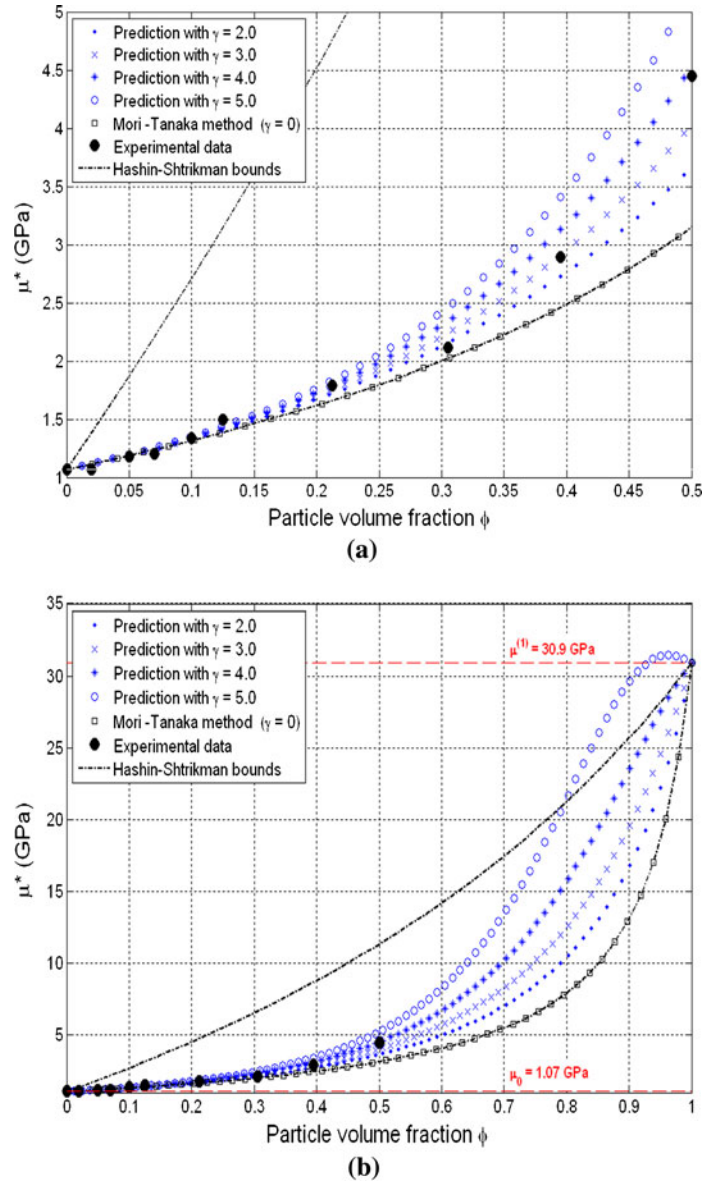 5
4.5
4
3.5
3
2.5
2
1.5
1
μ* (GPa)
Prediction with γ = 2.0
Prediction with γ = 3.0
Prediction with γ = 4.0
Prediction with γ = 5.0
Mori -Tanaka method (γ = 0)
Experimental data
Hashin-Shtrikman bounds
0 0.05 0.1 0.15 0.2 0.25 0.3 0.35 0.4 0.45 0.5
Particle volume fraction ϕ
(a)
35
30
25
20
15
10
5
μ* (GPa)
Prediction with γ = 2.0
Prediction with γ = 3.0
Prediction with γ = 4.0
Prediction with γ = 5.0
Mori -Tanaka method (γ = 0)
Experimental data
Hashin-Shtrikman bounds
μ(1) = 30.9 GPa
μ0 = 1.07 GPa
0 0.1 0.2 0.3 0.4 0.5 0.6 0.7 0.8 0.9 1
Particle volume fraction ϕ
(b)